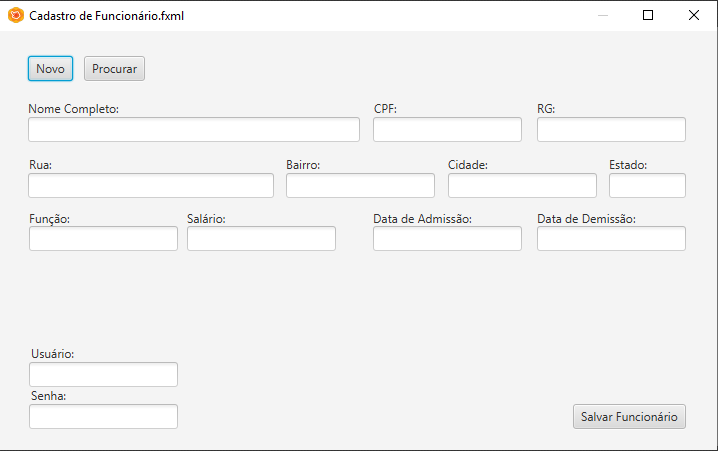 Cadastro de Funcionário.fxml
Novo Procurar
Nome Completo: CPF: RG:
Rua: Bairro: Cidade: Estado:
Função: Salário: Data de Admissão: Data de Demissão:
Usuário:
Senha:
Salvar Funcionário